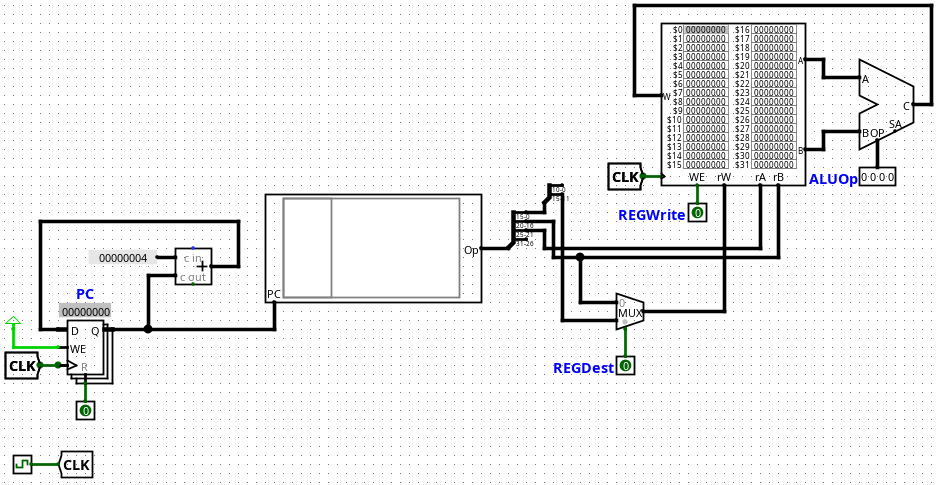 $0 00000000 $16 00000000
$1 00000000 $17 00000000
$2 00000000 $18 00000000
$3 00000000 $19 00000000
$4 00000000 $20 00000000
$5 00000000 $21 00000000
$6 00000000 $22 00000000
$7 00000000 $23 00000000
$8 00000000 $24 00000000
$9 00000000 $25 00000000
$10 00000000 $26 00000000
$11 00000000 $27 00000000
$12 00000000 $28 00000000
$13 00000000 $29 00000000
$14 00000000 $30 00000000
$15 00000000 $31 00000000
W
A
B
WE rW rA rB
CLK
REGWrite 0
A
B OP
SA
C
ALUOp 0 0 0 0
15-0
20-16
25-21
31-26
15-11
Op
PC
00000004
c in
+
c out
PC
00000000
D Q
WE
R
CLK
0
0
MUX
REGDest 0
CLK